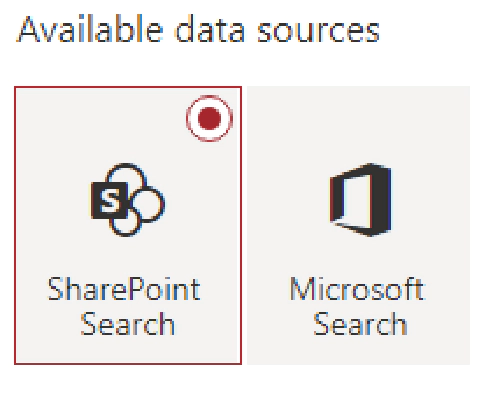 Available data sources
SharePoint
Search
Microsoft
Search